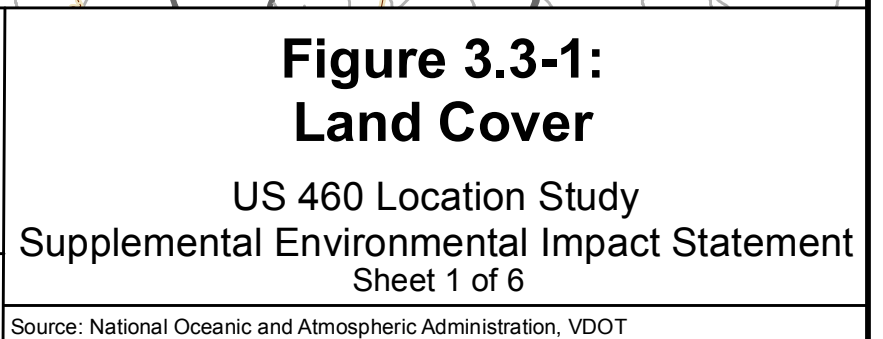 Figure 3.3-1:
Land Cover
US 460 Location Study
Supplemental Environmental Impact Statement
Sheet 1 of 6
Source: National Oceanic and Atmospheric Administration, VDOT